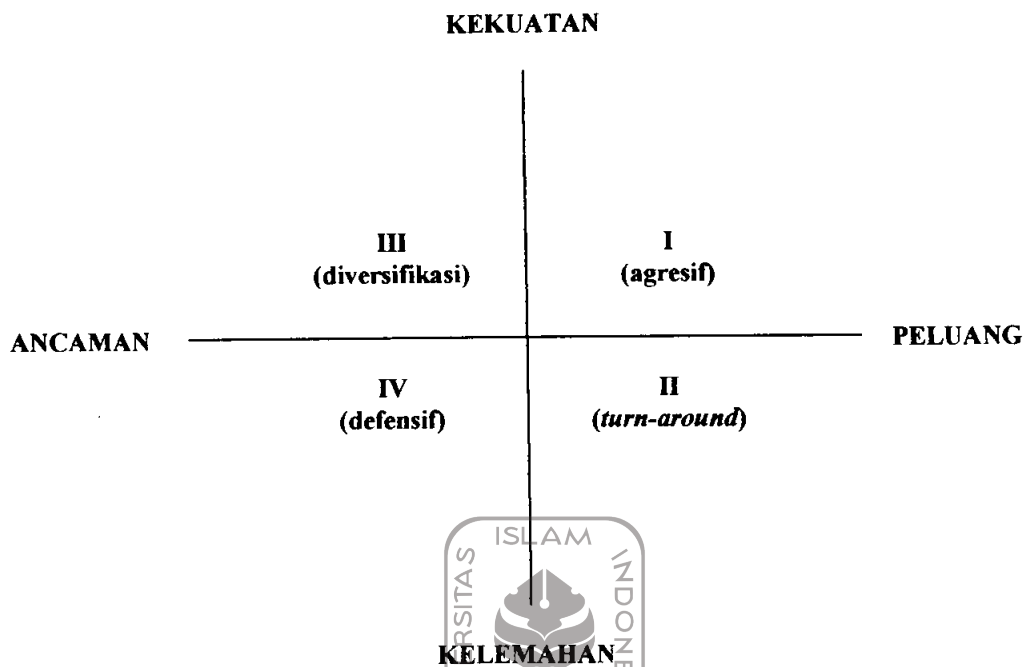 KEKUATAN
III
(diversifikasi)
I
(agresif)
ANCAMAN
PELUANG
IV
(defensif)
II
(turn-around)
ISLAM
KELEMAHAN